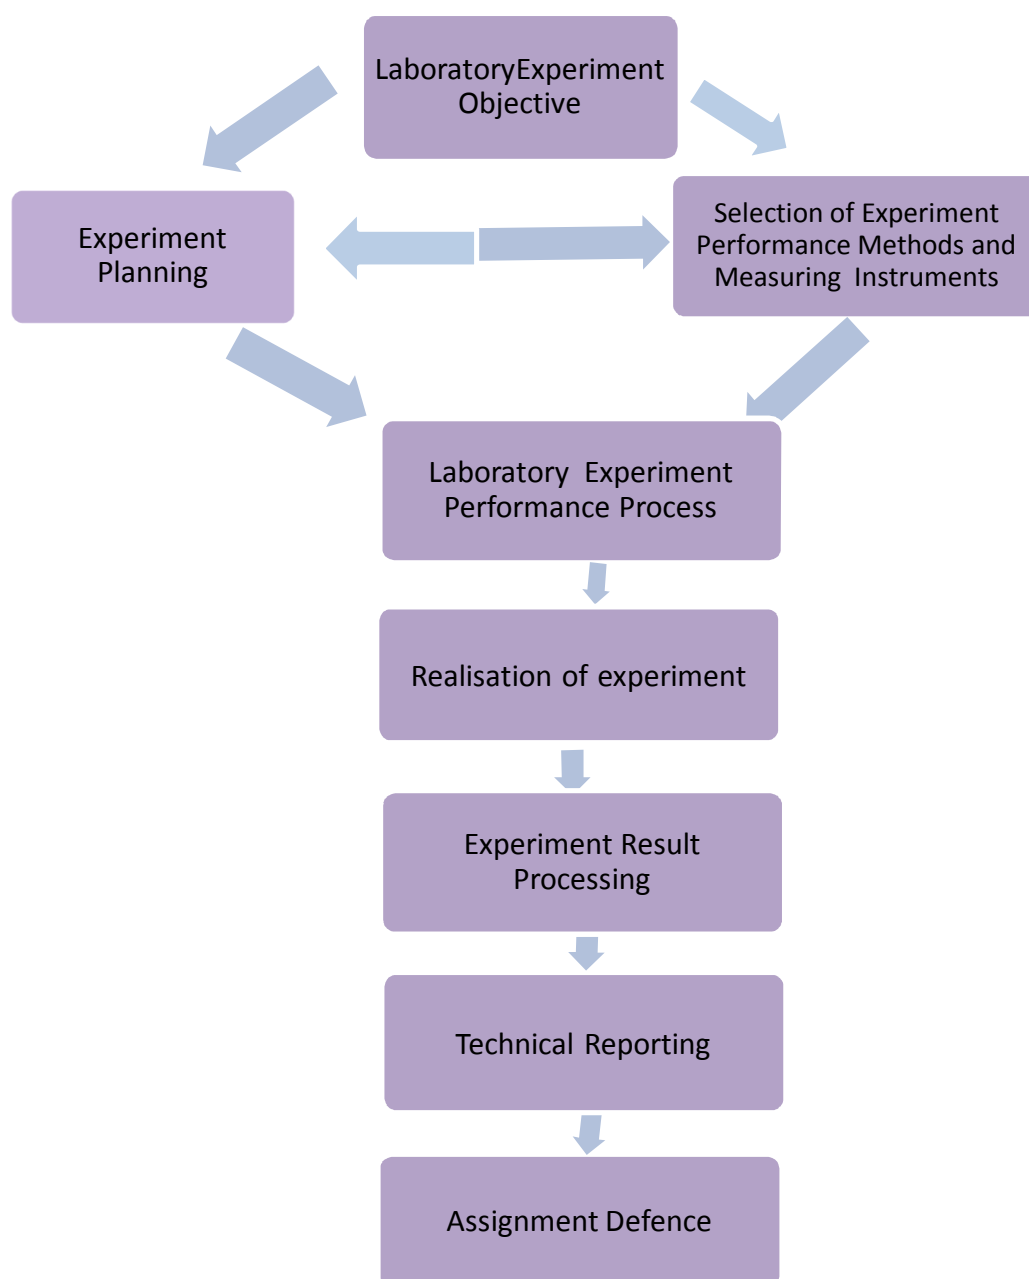 LaboratoryExperiment
Objective
Experiment
Planning
Selection of Experiment
Performance Methods and
Measuring Instruments
Laboratory Experiment
Performance Process
Realisation of experiment
Experiment Result
Processing
Technical Reporting
Assignment Defence